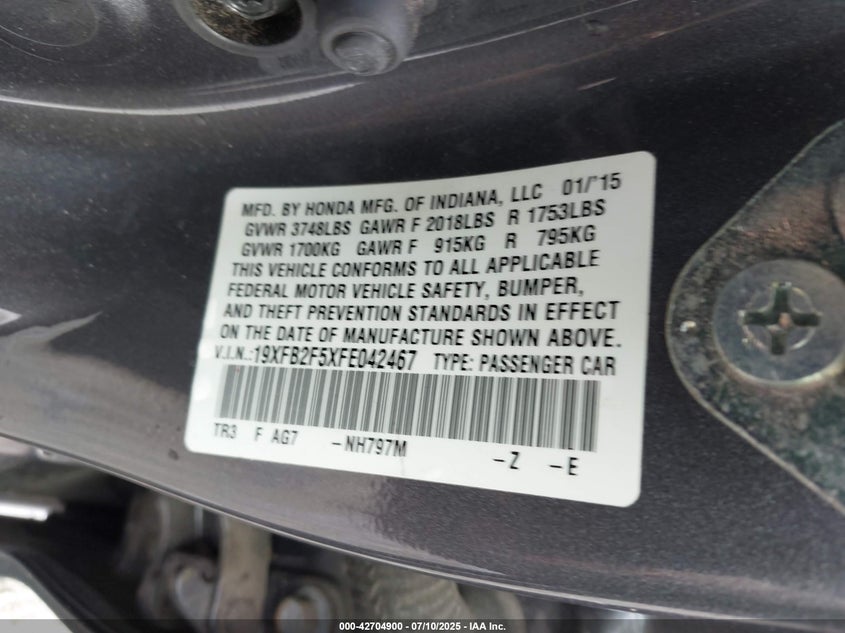 MFD. BY HONDA MFG. OF INDIANA, LLC 01/'15
GVWR 3748LBS GAWR F 2018LBS R 1753LBS
GVWR 1700KG GAWR F 915KG R 795KG
THIS VEHICLE CONFORMS TO ALL APPLICABLE
FEDERAL MOTOR VEHICLE SAFETY, BUMPER,
AND THEFT PREVENTION STANDARDS IN EFFECT
ON THE DATE OF MANUFACTURE SHOWN ABOVE.
V.I.N.:19XFB2F5XFE042467 TYPE: PASSENGER CAR
TR3 F AG7 -NH797M -Z -E
000-42704900 - 07/10/2025 - IAA Inc.